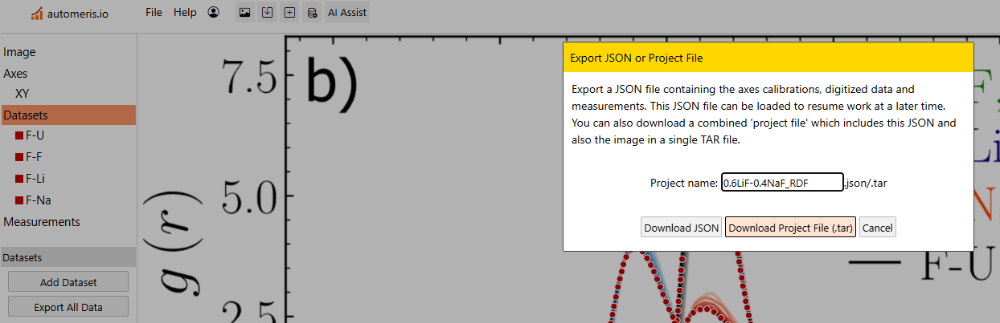 automeris.io File Help AI Assist
Image
Axes
XY
Datasets
F-U
F-F
F-Li
F-Na
Measurements
Datasets
Add Dataset
Export All Data
7.5
b)
5.0
g(r)
2.5
Export JSON or Project File
Export a JSON file containing the axes calibrations, digitized data and
measurements. This JSON file can be loaded to resume work at a later time.
You can also download a combined 'project file' which includes this JSON and
also the image in a single TAR file.
Project name: 0.6LiF-0.4NaF_RDF .json/.tar
Download JSON Download Project File (.tar) Cancel
F-U